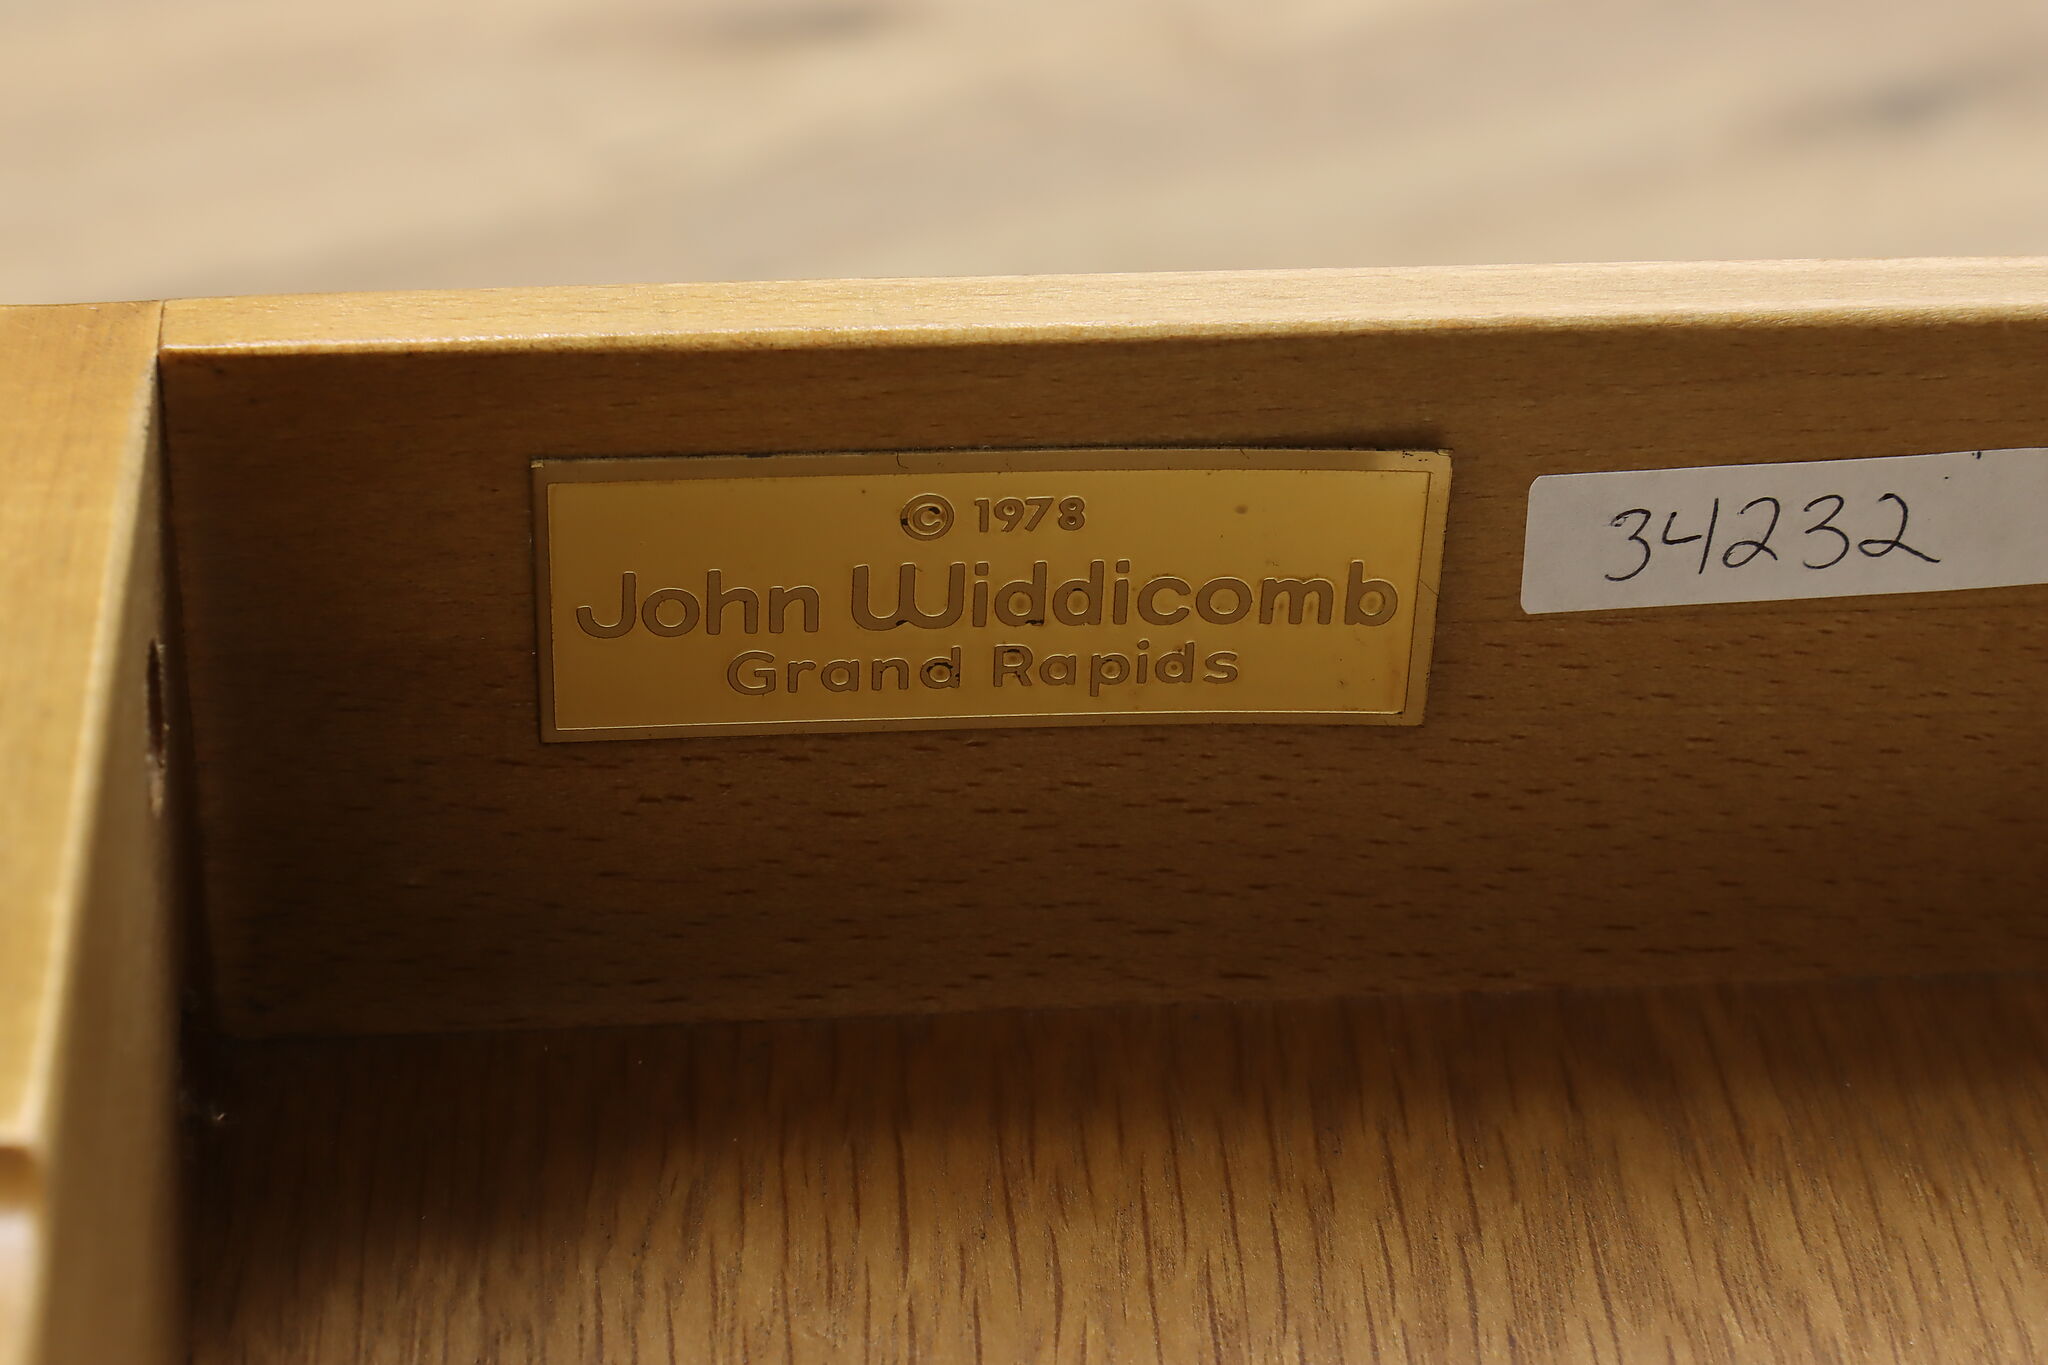 © 1978
John Widdicomb
Grand Rapids
34232